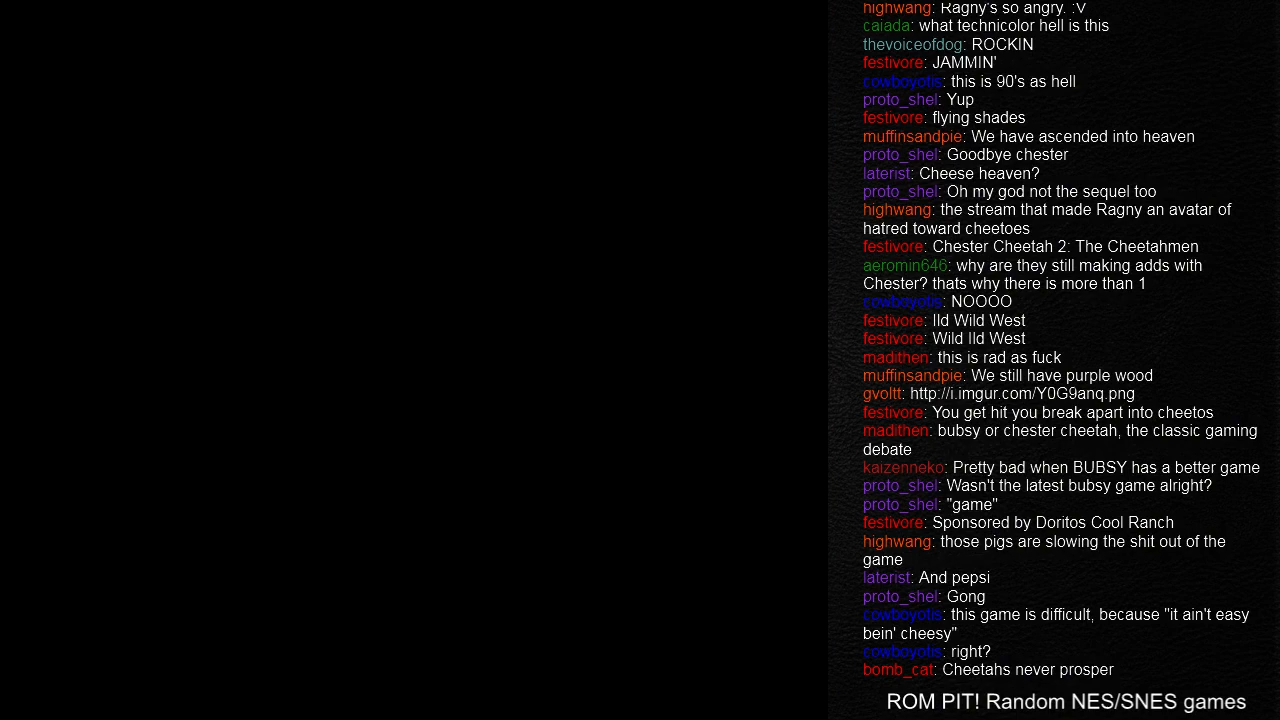 highwang: Ragny's so angry. :V
caiada: what technicolor hell is this
thevoiceofdog: ROCKIN
festivore: JAMMIN'
cowboyotis: this is 90's as hell
proto_shel: Yup
festivore: flying shades
muffinsandpie: We have ascended into heaven
proto_shel: Goodbye chester
laterist: Cheese heaven?
proto_shel: Oh my god not the sequel too
highwang: the stream that made Ragny an avatar of
hatred toward cheetoes
festivore: Chester Cheetah 2: The Cheetahmen
aeromin646: why are they still making adds with
Chester? thats why there is more than 1
cowboyotis: NOOOO
festivore: Ild Wild West
festivore: Wild Ild West
madithen: this is rad as fuck
muffinsandpie: We still have purple wood
gvoltt: http://i.imgur.com/Y0G9anq.png
festivore: You get hit you break apart into cheetos
madithen: bubsy or chester cheetah, the classic gaming
debate
kaizenneko: Pretty bad when BUBSY has a better game
proto_shel: Wasn't the latest bubsy game alright?
proto_shel: "game"
festivore: Sponsored by Doritos Cool Ranch
highwang: those pigs are slowing the shit out of the
game
laterist: And pepsi
proto_shel: Gong
cowboyotis: this game is difficult, because "it ain't easy
bein' cheesy"
cowboyotis: right?
bomb_cat: Cheetahs never prosper
ROM PIT! Random NES/SNES games